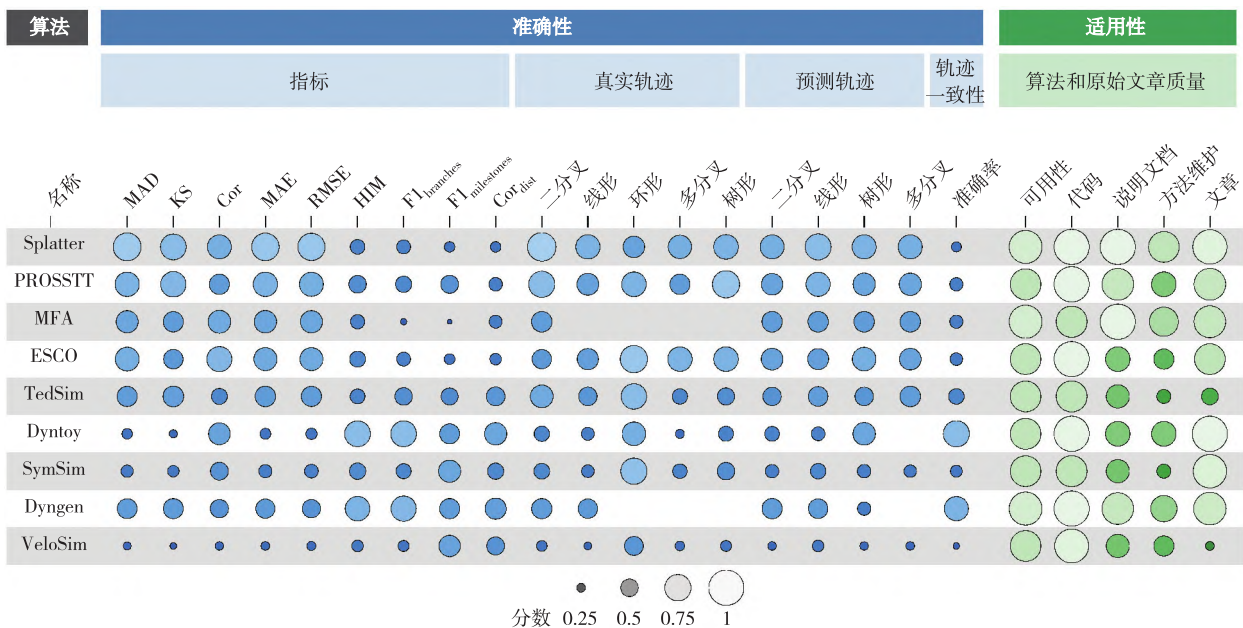 算法 准确性 适用性
指标 真实轨迹 预测轨迹 轨迹一致性 算法和原始文章质量
名称 MAD KS Cor MAE RMSE HIM F1branches F1milestones Cordist 二分叉 线形 环形 多分叉 树形 二分叉 线形 树形 多分叉 准确率 可用性 代码 说明文档 方法维护 文章
Splatter
PROSSTT
MFA
ESCO
TedSim
Dyntoy
SymSim
Dyngen
VeloSim
分数 0.25 0.5 0.75 1